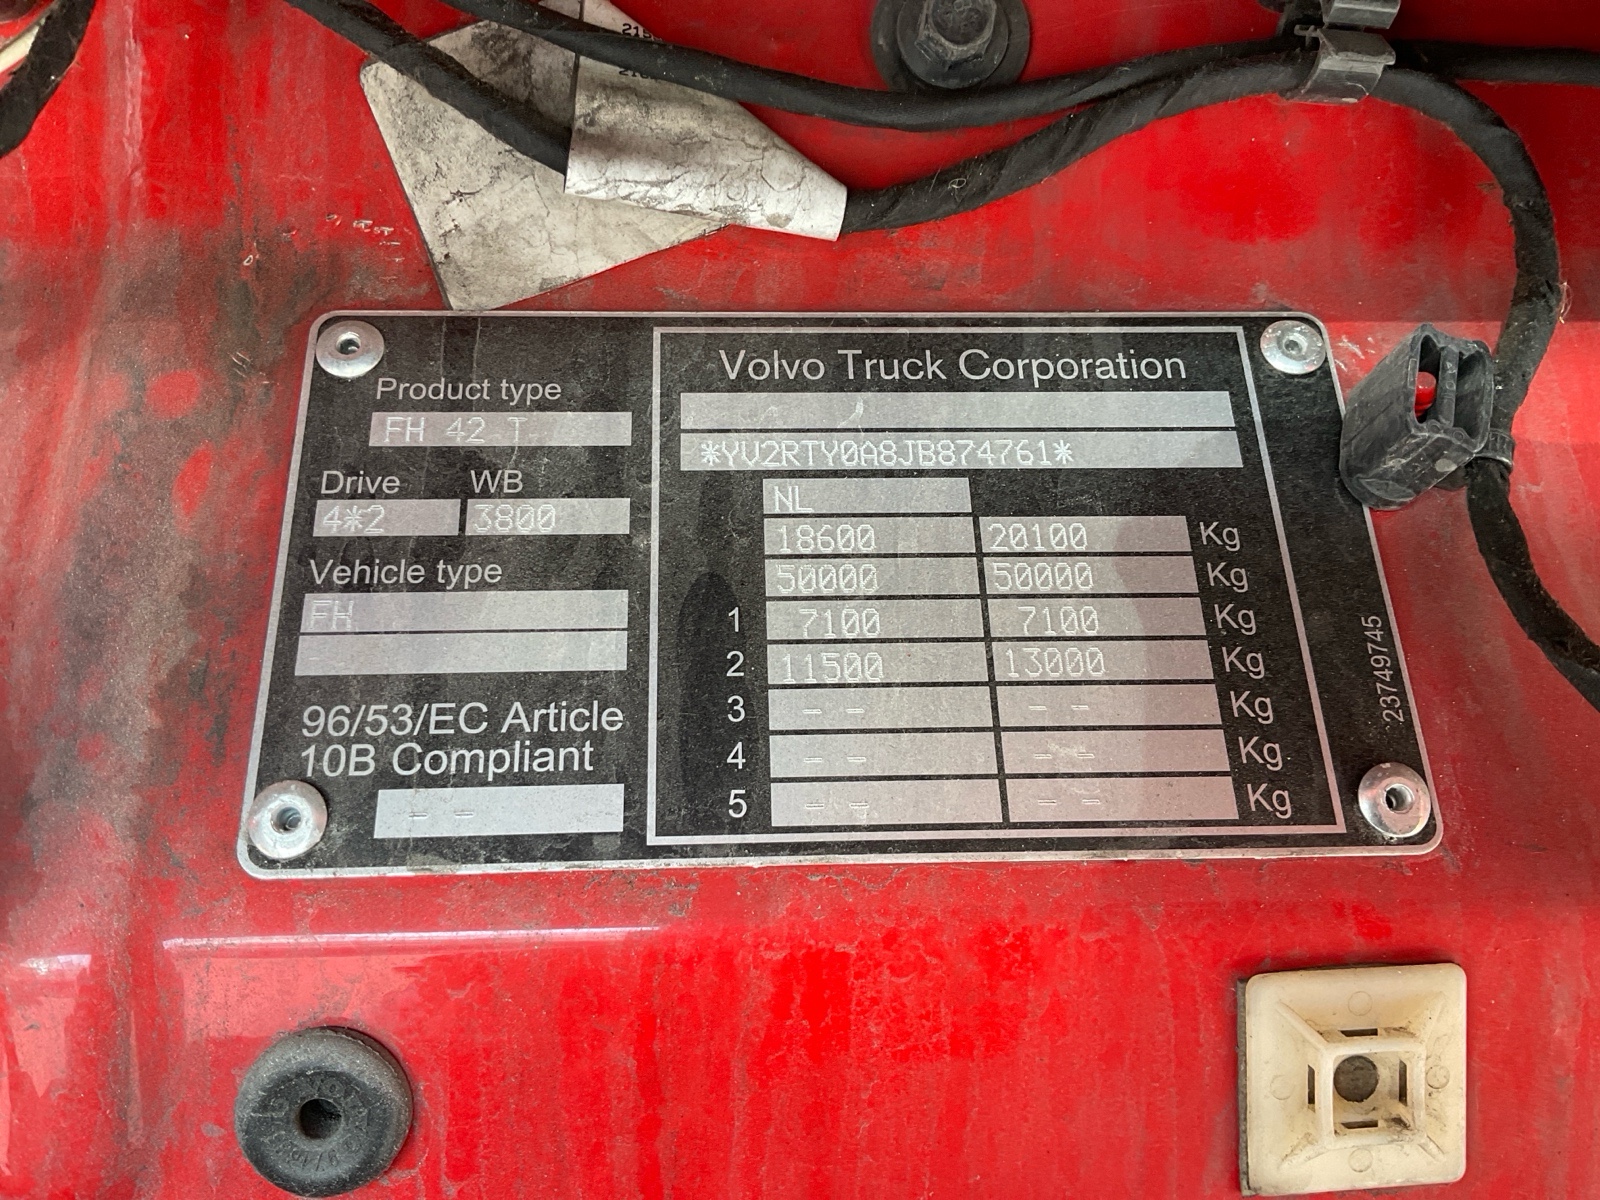 Volvo Truck Corporation
Product type
FH 42 T
*YV2RTY0A8JB874761*
Drive WB
4*2 3800
NL
18600 20100 Kg
50000 50000 Kg
Vehicle type
FH
1 7100 7100 Kg
2 11500 13000 Kg
3 -- -- Kg
4 -- -- Kg
5 -- -- Kg
96/53/EC Article
10B Compliant
--
23749745